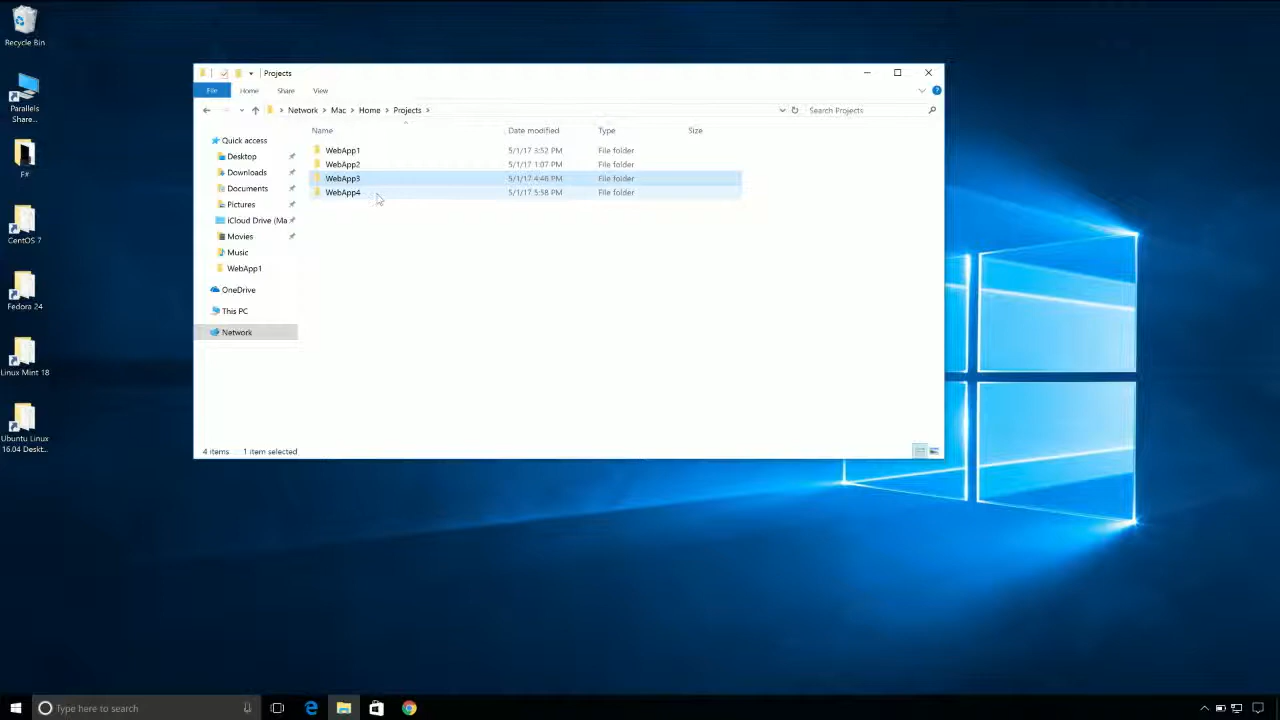 Recycle Bin
Parallels
Share...
F#
CentOS 7
Fedora 24
Linux Mint 18
Ubuntu Linux
16.04 Deskt...
Projects
File Home Share View
Network Mac Home Projects
Search Projects
Name Date modified Type Size
WebApp1 5/1/17 3:52 PM File folder
WebApp2 5/1/17 1:07 PM File folder
WebApp3 5/1/17 4:48 PM File folder
WebApp4 5/1/17 5:58 PM File folder
Quick access
Desktop
Downloads
Documents
Pictures
iCloud Drive (Ma
Movies
Music
WebApp1
OneDrive
This PC
Network
4 items 1 item selected
Type here to search